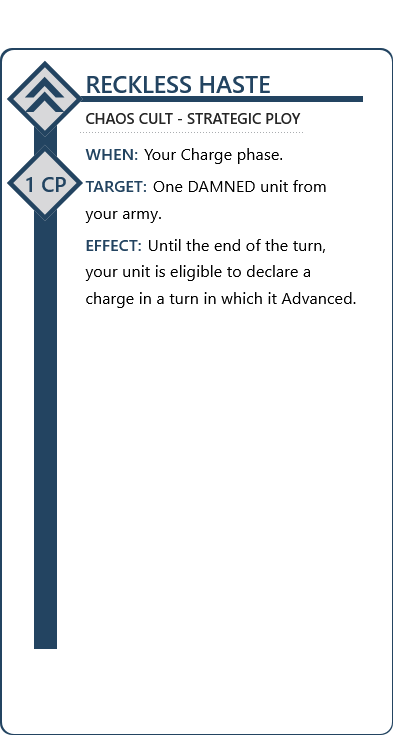 RECKLESS HASTE
CHAOS CULT - STRATEGIC PLOY
1 CP
WHEN: Your Charge phase.
TARGET: One DAMNED unit from
your army.
EFFECT: Until the end of the turn,
your unit is eligible to declare a
charge in a turn in which it Advanced.